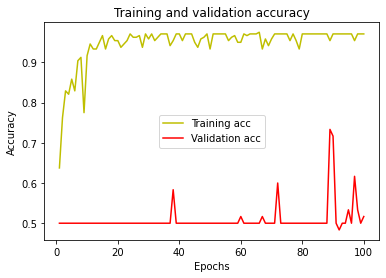 Training and validation accuracy
Accuracy
0.9
0.8
0.7
0.6
0.5
Training acc
Validation acc
0 20 40 60 80 100
Epochs